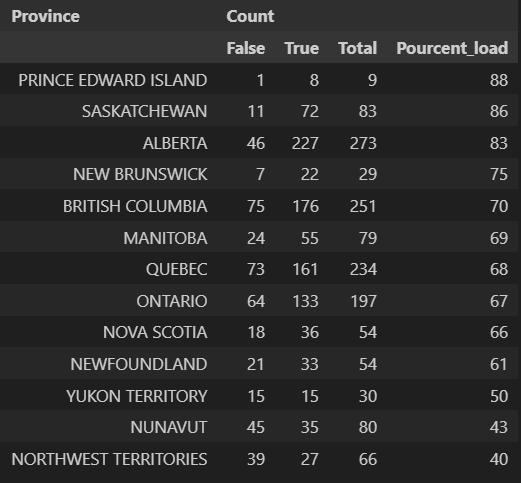 Province Count
False True Total Pourcent_load
PRINCE EDWARD ISLAND 1 8 9 88
SASKATCHEWAN 11 72 83 86
ALBERTA 46 227 273 83
NEW BRUNSWICK 7 22 29 75
BRITISH COLUMBIA 75 176 251 70
MANITOBA 24 55 79 69
QUEBEC 73 161 234 68
ONTARIO 64 133 197 67
NOVA SCOTIA 18 36 54 66
NEWFOUNDLAND 21 33 54 61
YUKON TERRITORY 15 15 30 50
NUNAVUT 45 35 80 43
NORTHWEST TERRITORIES 39 27 66 40